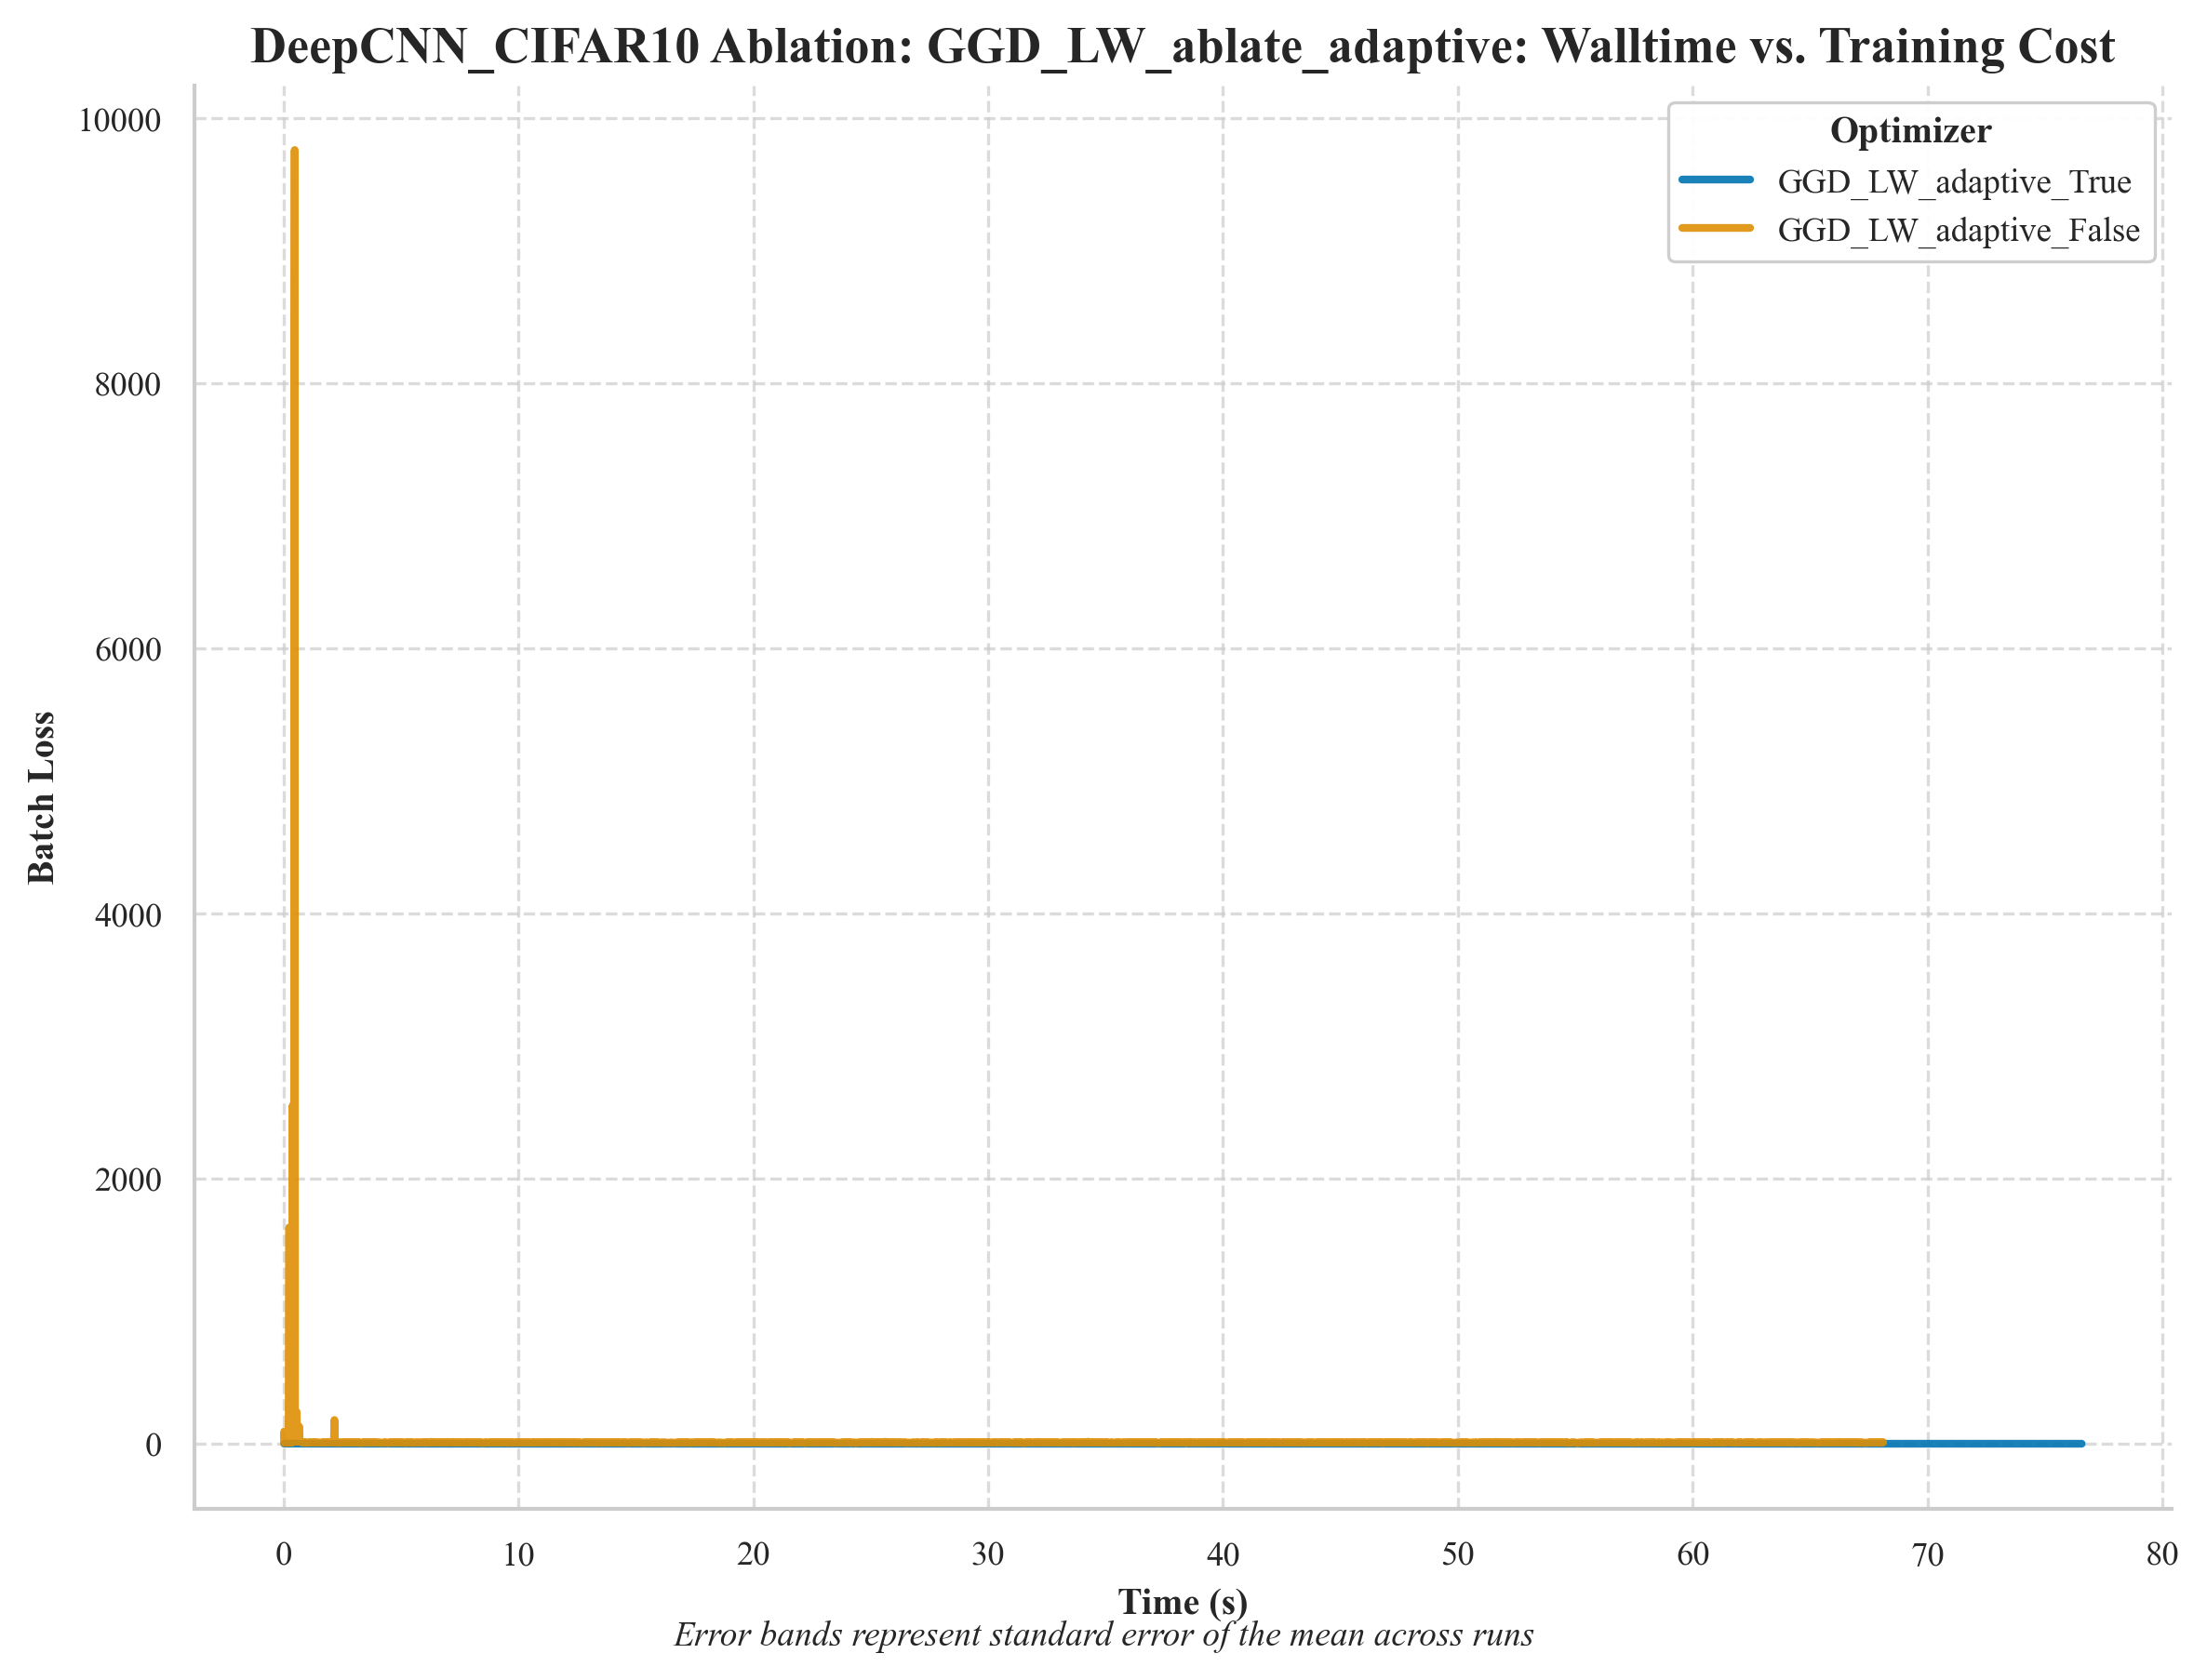 DeepCNN_CIFAR10 Ablation: GGD_LW_ablate_adaptive: Walltime vs. Training Cost
Optimizer
GGD_LW_adaptive_True
GGD_LW_adaptive_False
Batch Loss
10000
8000
6000
4000
2000
0
0 10 20 30 40 50 60 70 80
Time (s)
Error bands represent standard error of the mean across runs